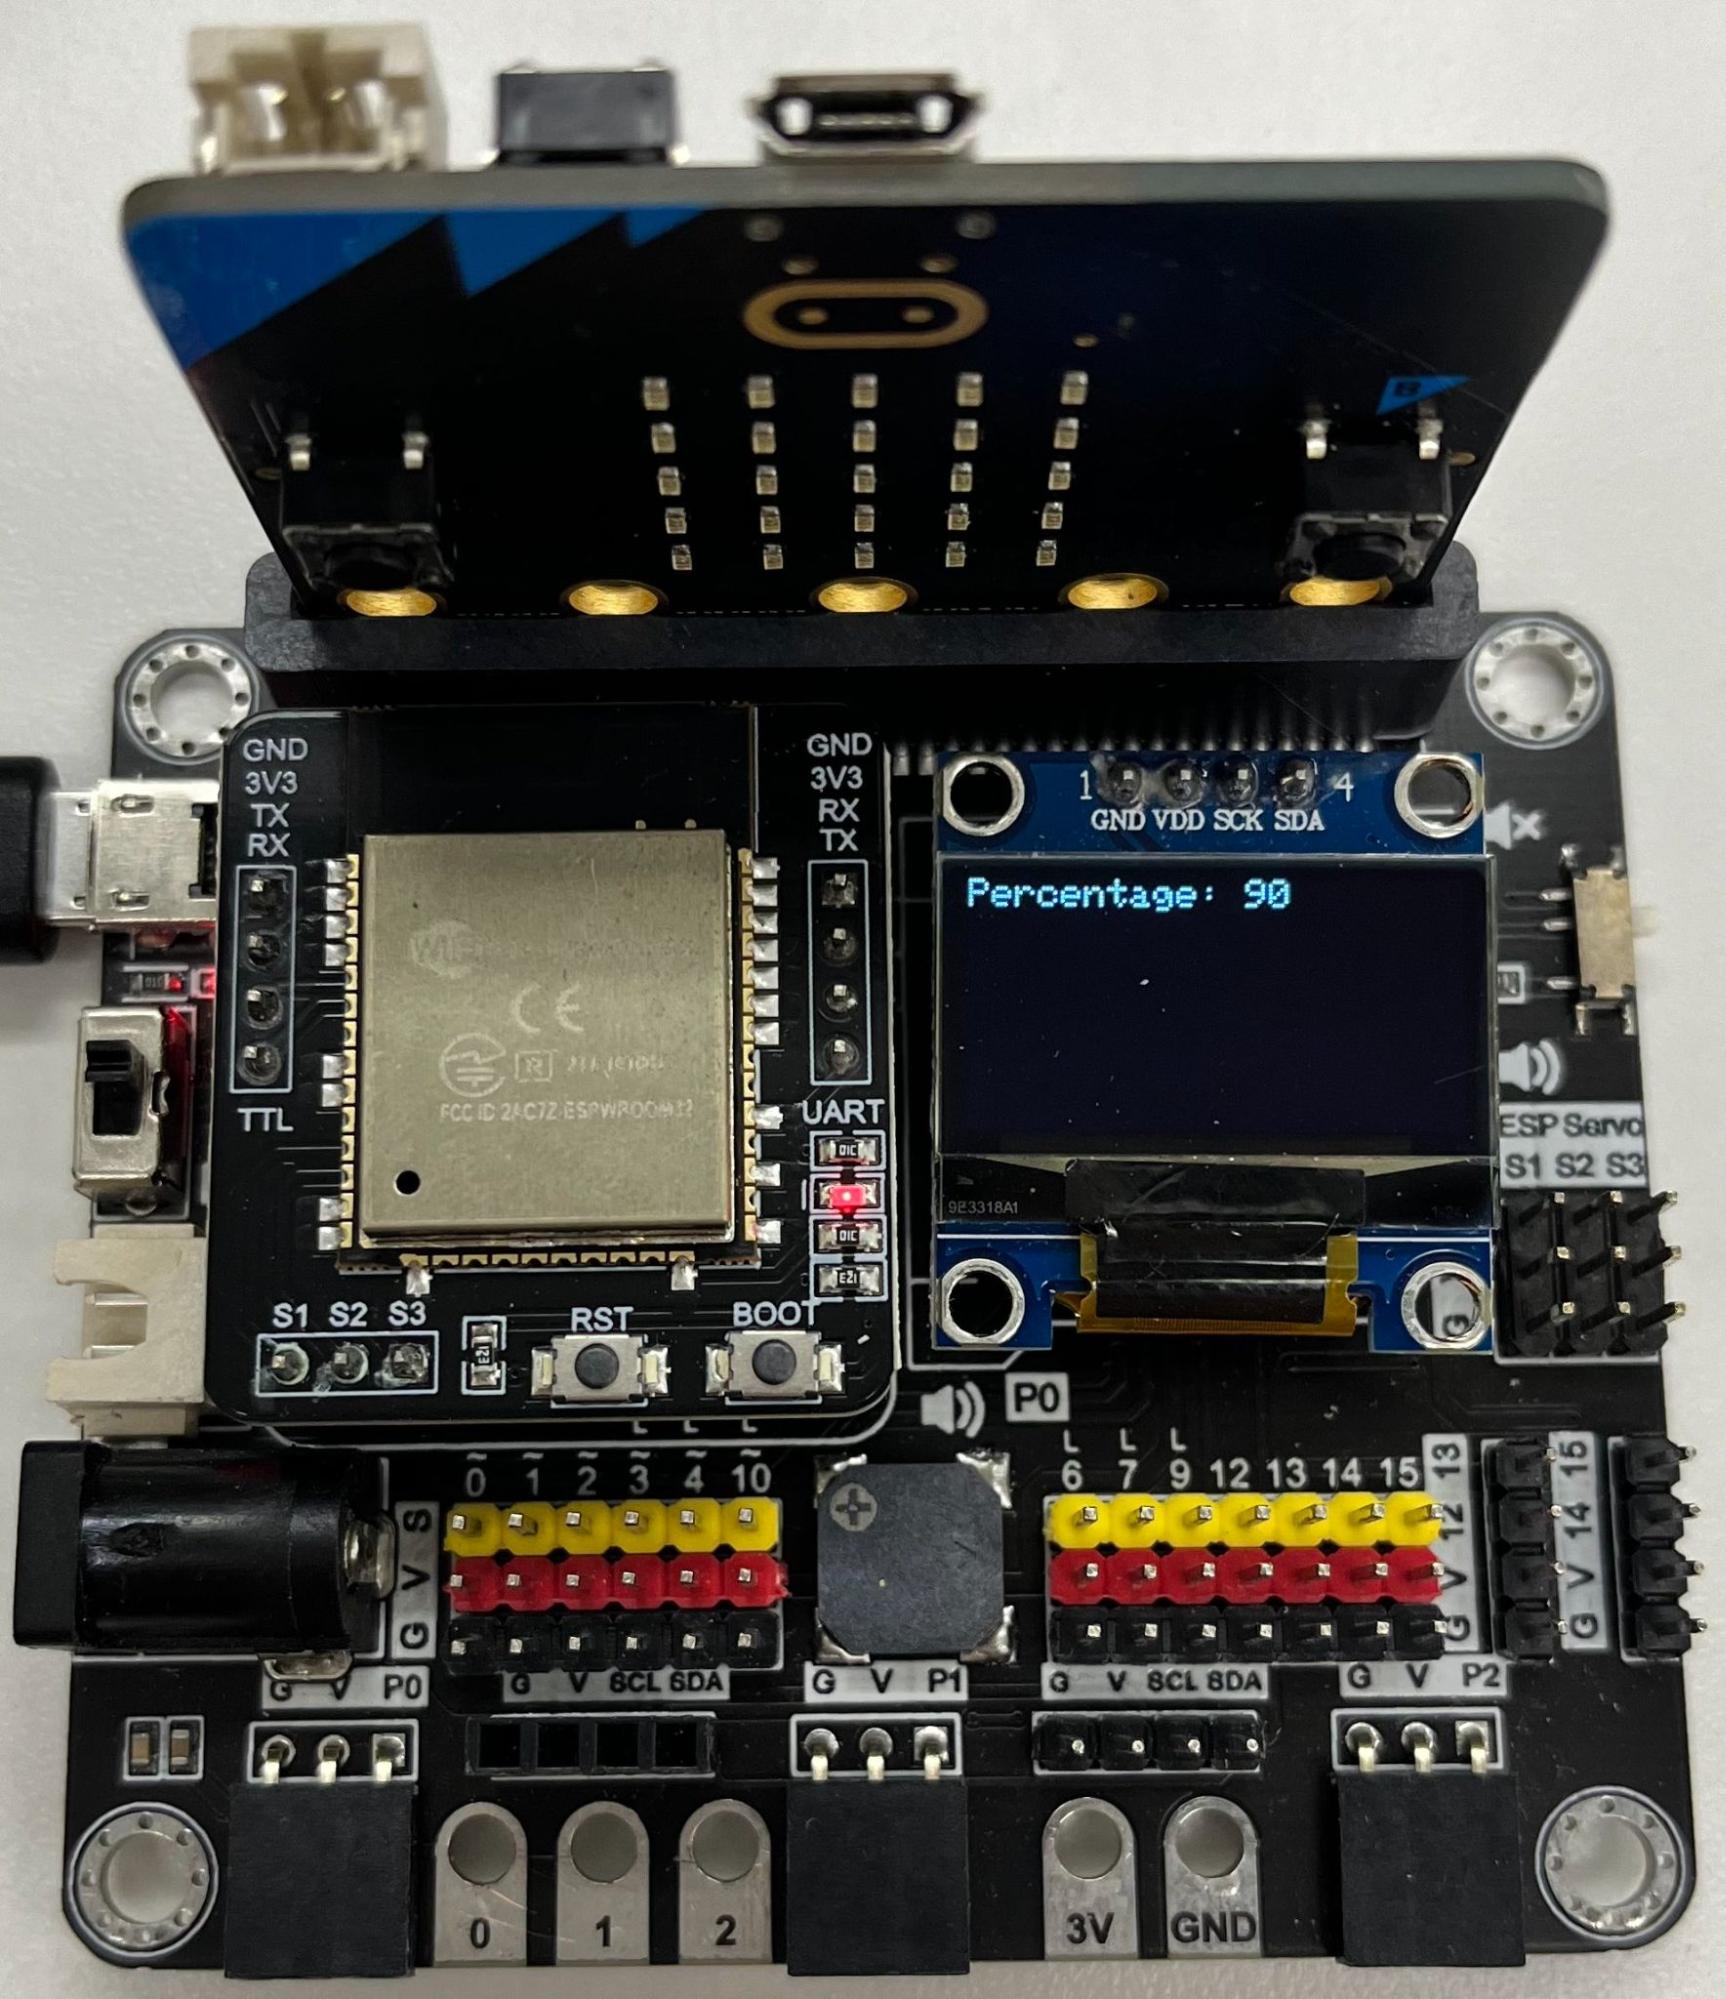 B
GND
3V3
TX
RX
TTL
GND
3V3
RX
TX
UART
WiFi
CE
R
FCC ID:2AC7Z-ESPWROOM32
S1 S2 S3
RST
BOOT
1 4
GND VDD SCK SDA
Percentage: 90
9E3318A1
ESP Servo
S1 S2 S3
G
P0
L L L
~ ~ ~ ~ ~ ~
0 1 2 3 4 10
L L L
6 7 9 12 13 14 15
S
V
G
13
12
V
G
15
14
V
G
G V P0
G V SCL SDA
G V P1
G V SCL SDA
G V P2
0 1 2 3V GND